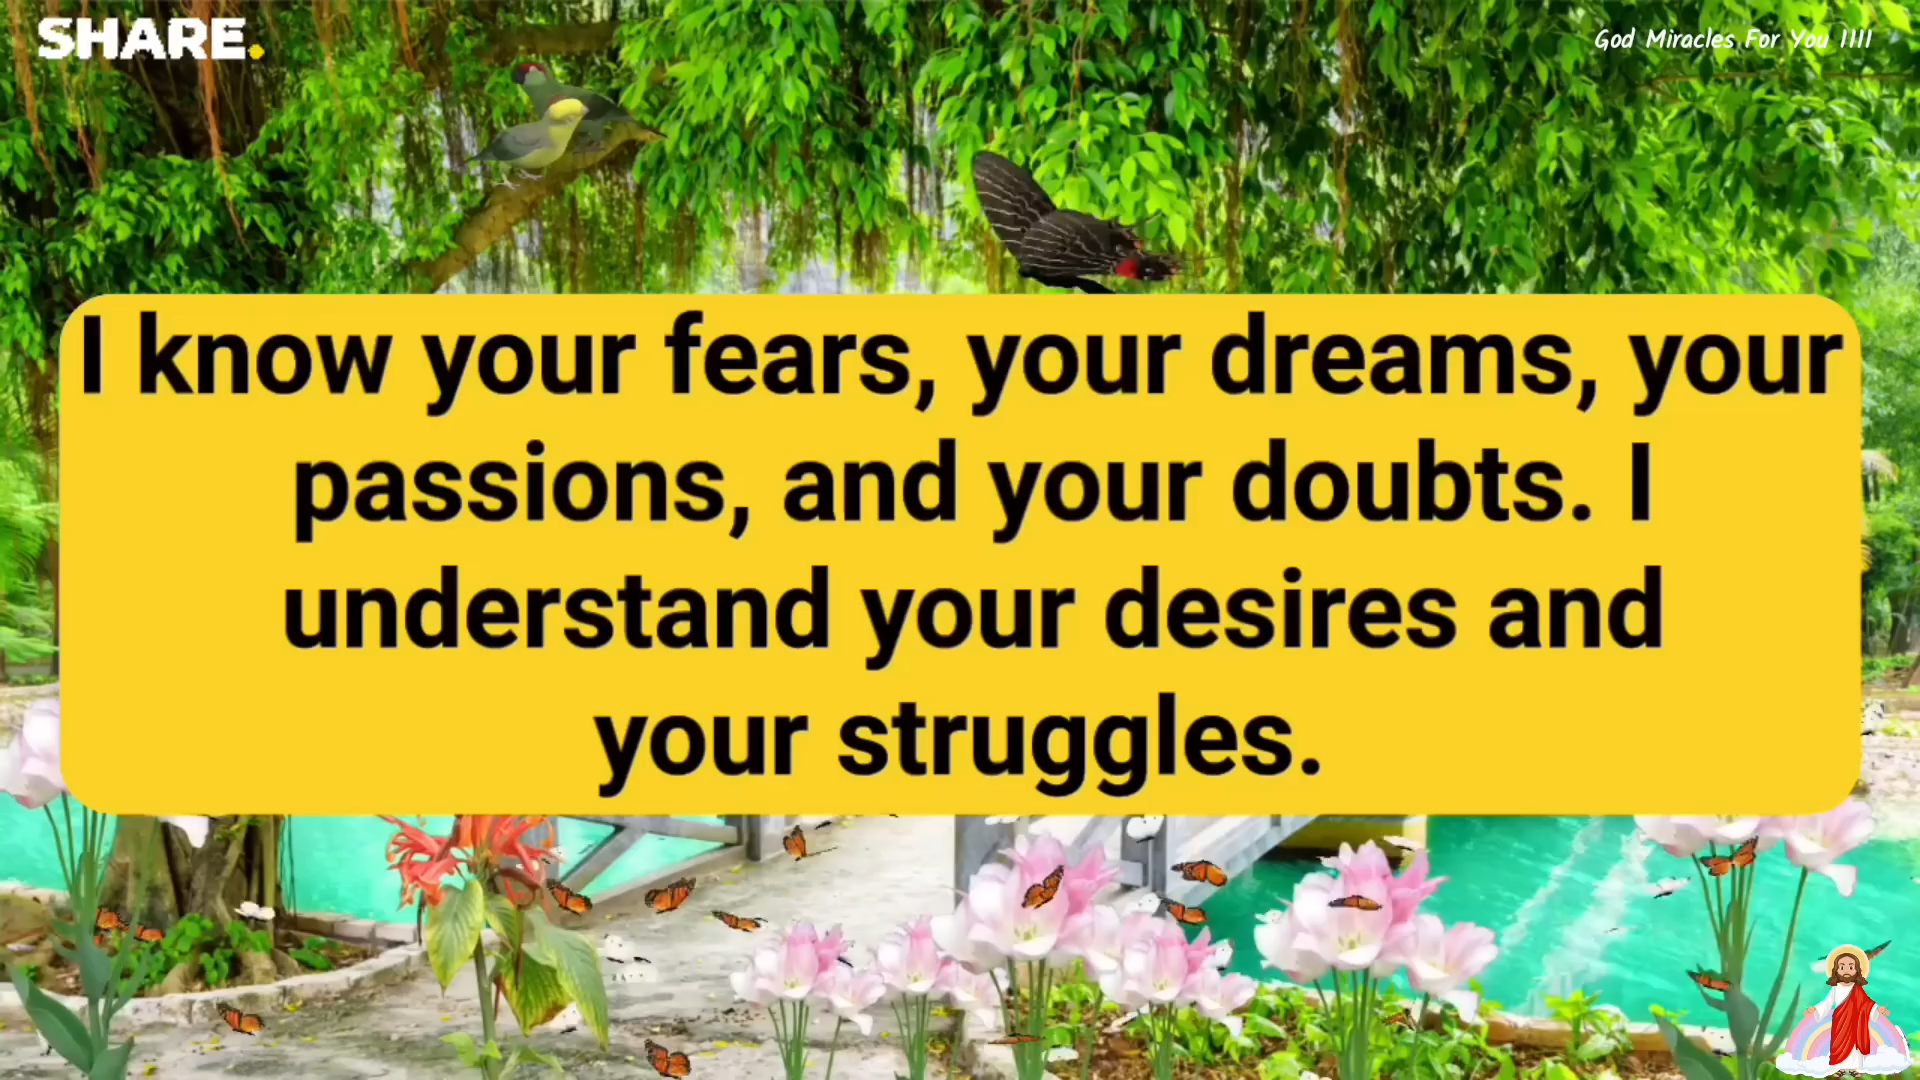 SHARE.
God Miracles For You 1111
I know your fears, your dreams, your
passions, and your doubts. I
understand your desires and
your struggles.